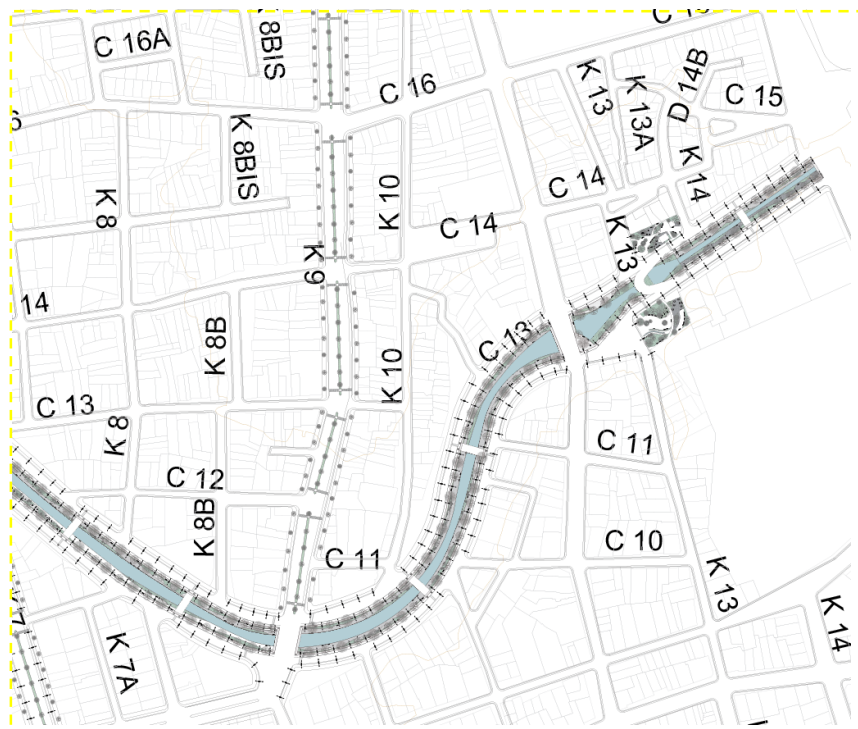 C 16A
K 8BIS
C 16
K 13
K 13A
D 14B
C 15
K 8BIS
K 8
K 10
C 14
K 14
C 14
K 13
K 9
14
K 8B
C 13
K 10
C 13
K 8
C 11
C 12
K 8B
C 10
C 11
K 13
K 14
K 7A